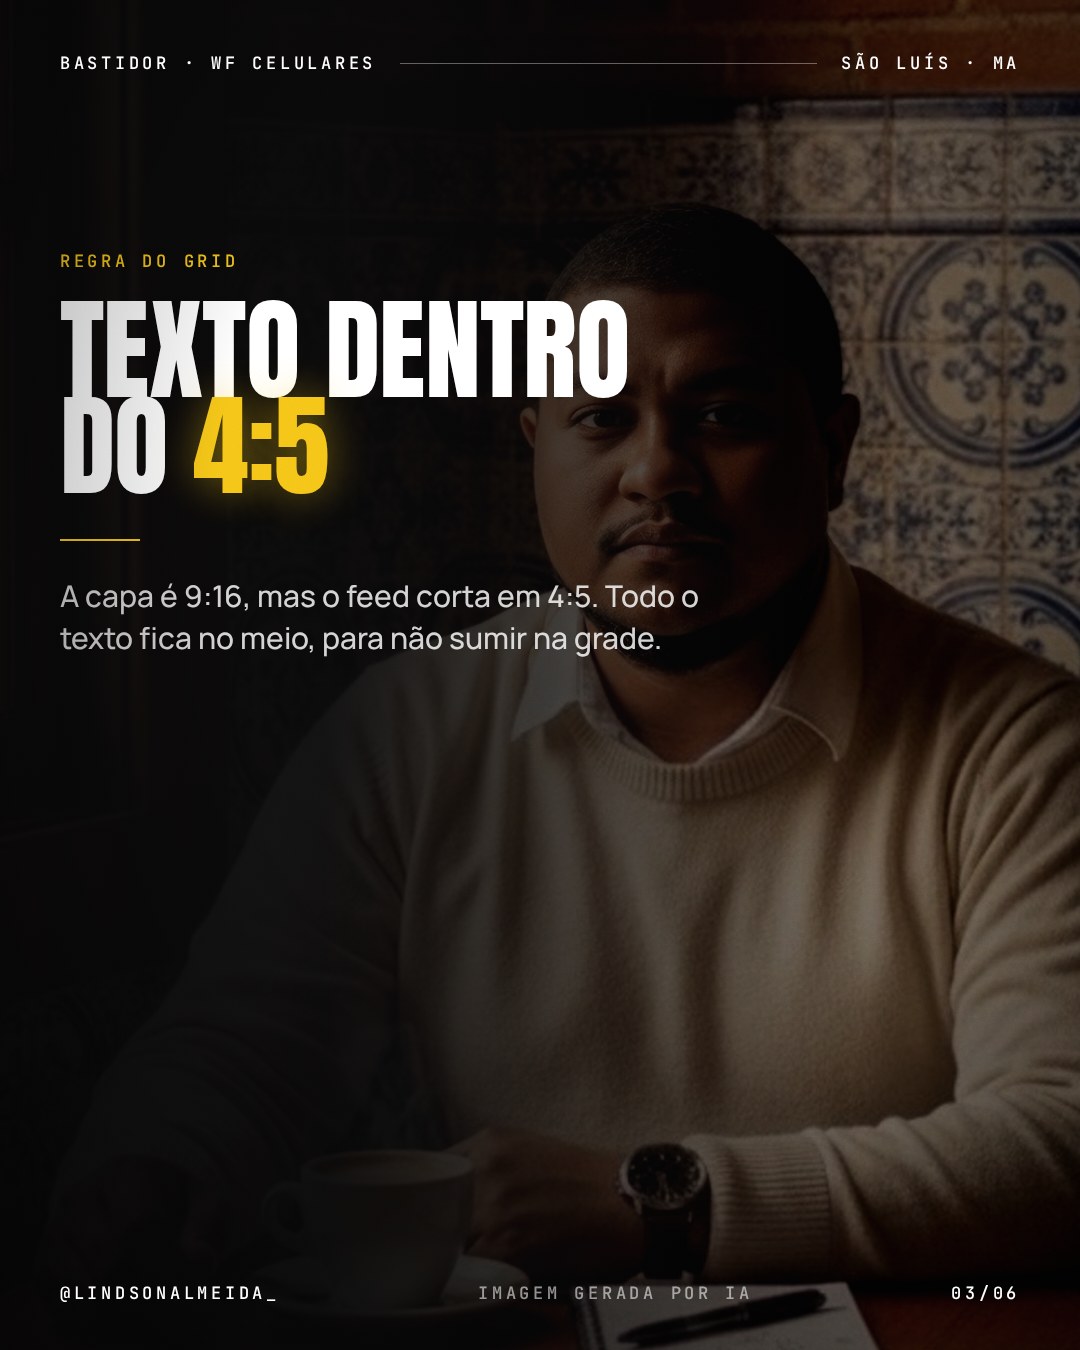 BASTIDOR · WF CELULARES
SÃO LUÍS · MA
REGRA DO GRID
TEXTO DENTRO
DO 4:5
A capa é 9:16, mas o feed corta em 4:5. Todo o
texto fica no meio, para não sumir na grade.
@LINDSONALMEIDA_
IMAGEM GERADA POR IA
03/06